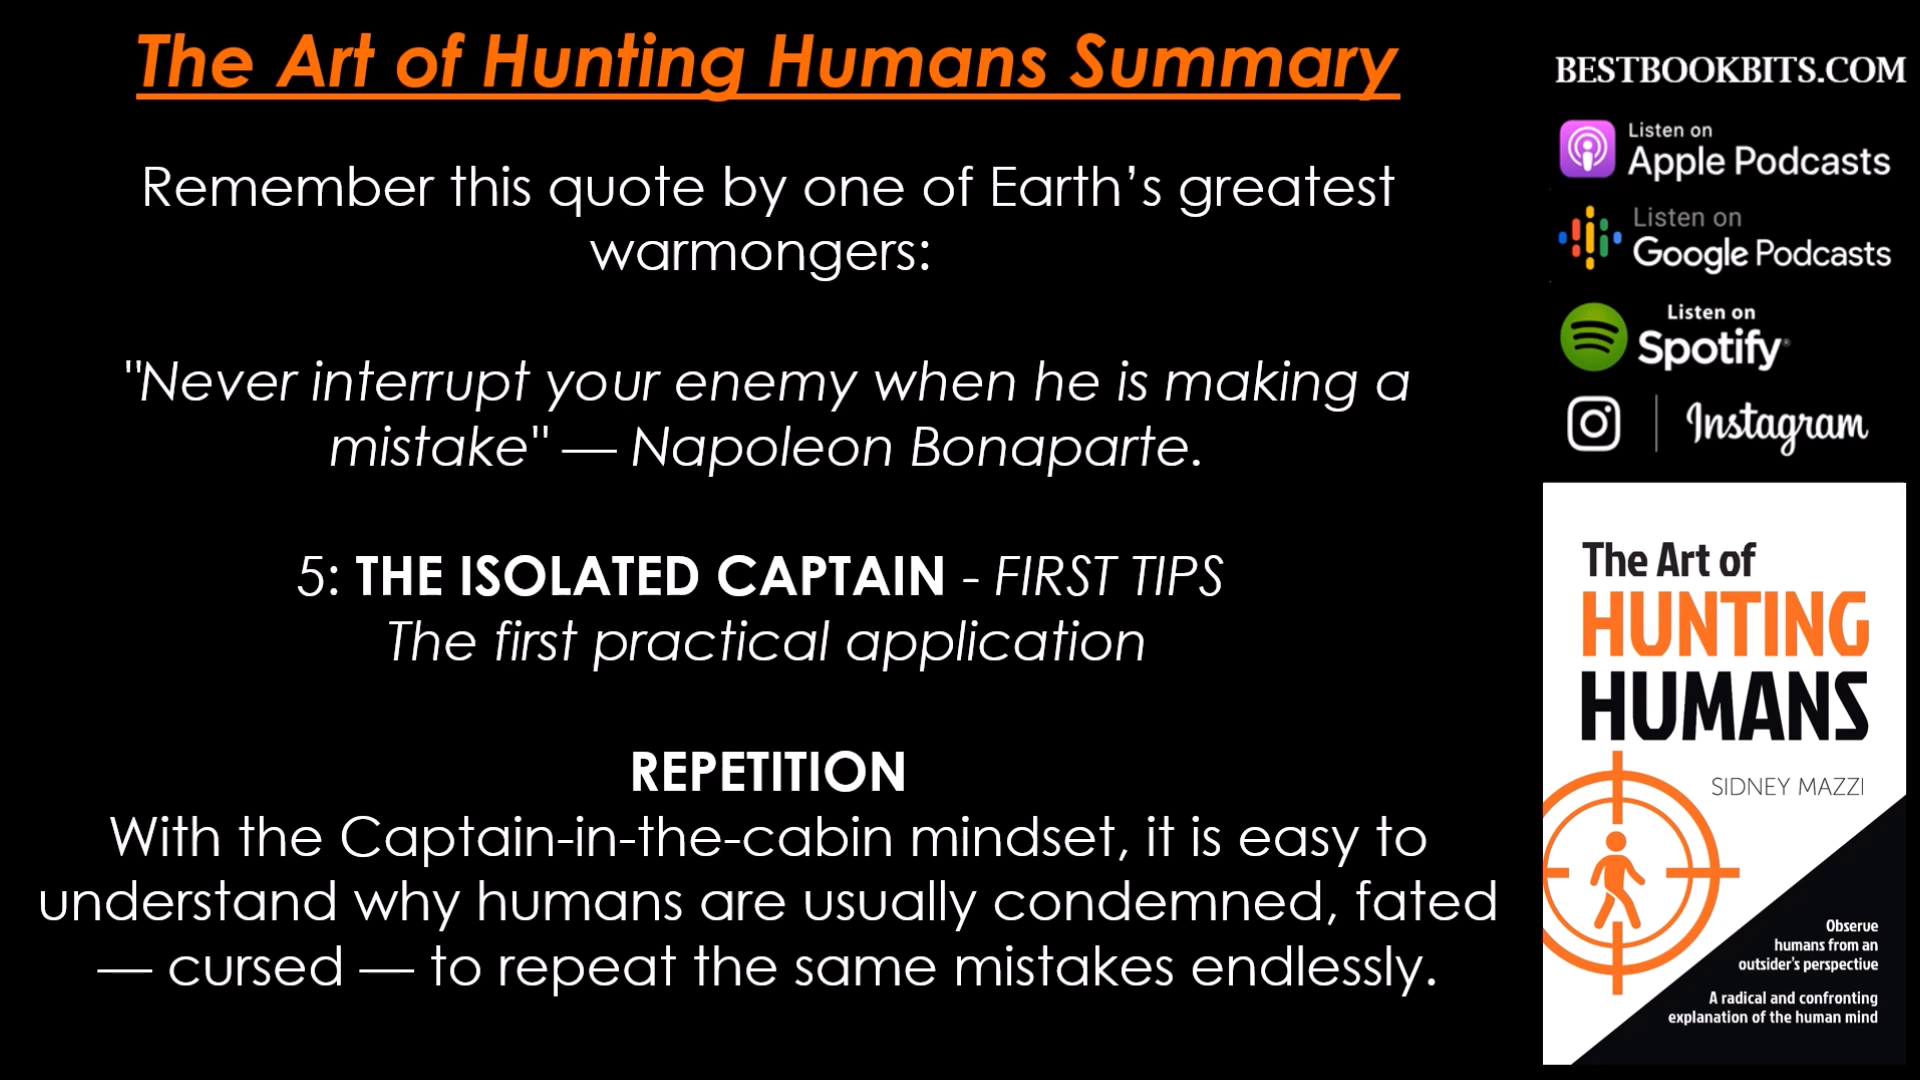 The Art of Hunting Humans Summary
Remember this quote by one of Earth’s greatest
warmongers:
"Never interrupt your enemy when he is making a
mistake" — Napoleon Bonaparte.
5: THE ISOLATED CAPTAIN - FIRST TIPS
The first practical application
REPETITION
With the Captain-in-the-cabin mindset, it is easy to
understand why humans are usually condemned, fated
— cursed — to repeat the same mistakes endlessly.
BESTBOOKBITS.COM
Listen on
Apple Podcasts
Listen on
Google Podcasts
Listen on
Spotify
Instagram
The Art of
HUNTING
HUMANS
SIDNEY MAZZI
Observe
humans from an
outsider's perspective
A radical and confronting
explanation of the human mind